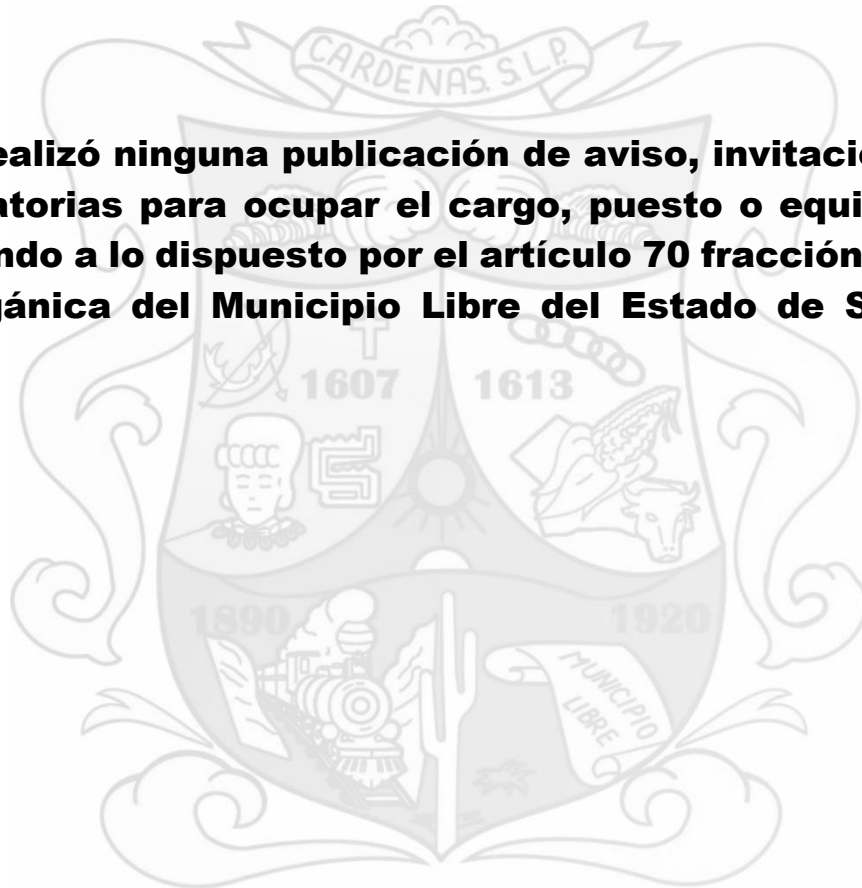 CARDENAS. S.L.P.
ealizó ninguna publicación de aviso, invitaci
atorias para ocupar el cargo, puesto o equi
ndo a lo dispuesto por el artículo 70 fracción
gánica del Municipio Libre del Estado de S
1607
1613
1890
1920
MUNICIPIO
LIBRE